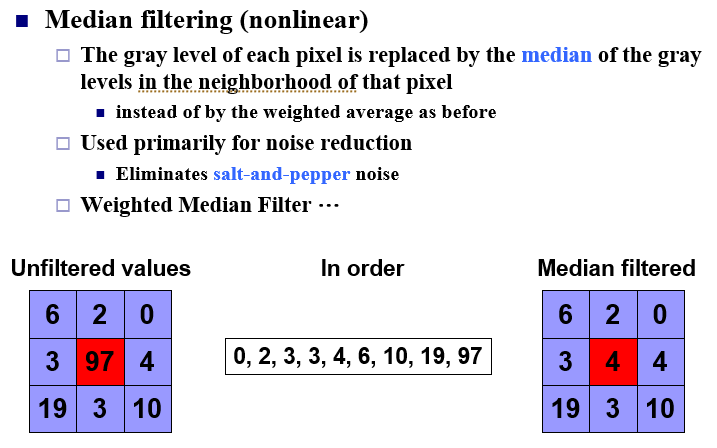 Median filtering (nonlinear)
The gray level of each pixel is replaced by the median of the gray
levels in the neighborhood of that pixel
instead of by the weighted average as before
Used primarily for noise reduction
Eliminates salt-and-pepper noise
Weighted Median Filter ⋯
Unfiltered values
6 2 0
3 97 4
19 3 10
In order
0, 2, 3, 3, 4, 6, 10, 19, 97
Median filtered
6 2 0
3 4 4
19 3 10